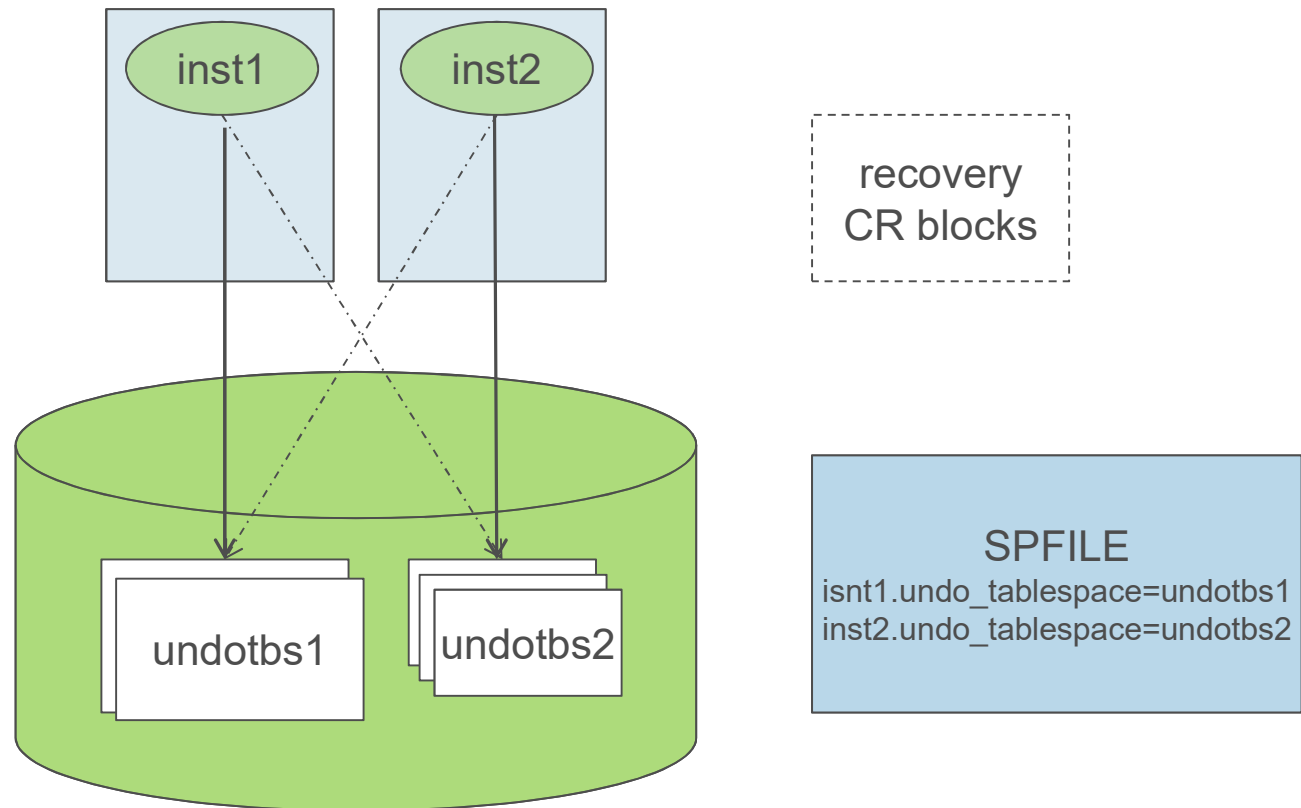 inst1
inst2
recovery
CR blocks
undotbs1
undotbs2
SPFILE
isnt1.undo_tablespace=undotbs1
inst2.undo_tablespace=undotbs2